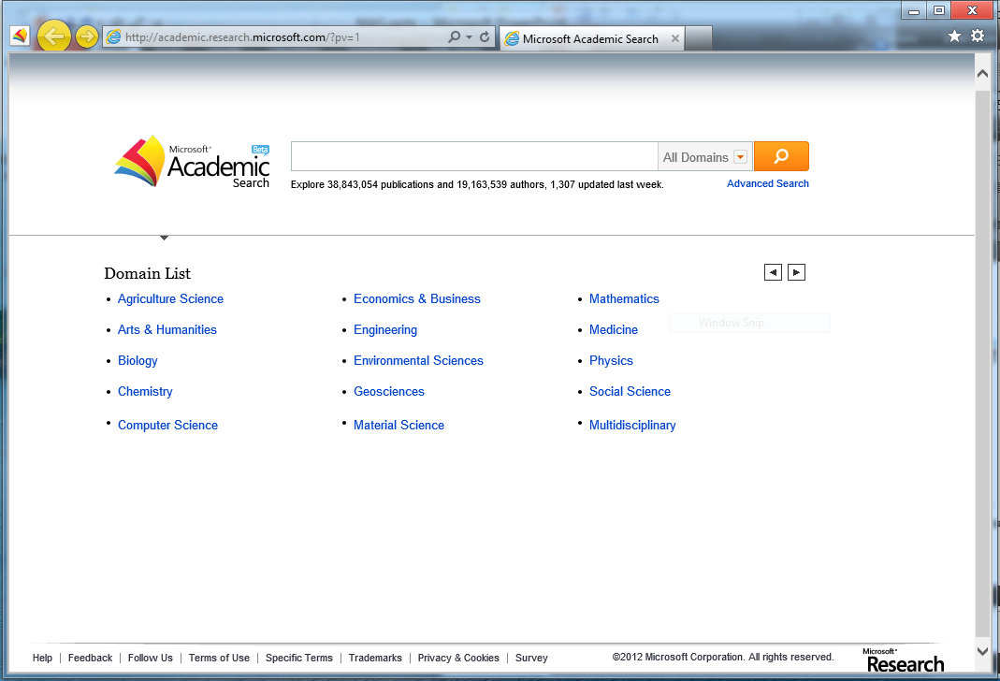 http://academic.research.microsoft.com/?pv=1
Microsoft Academic Search
Microsoft
Beta
Academic
Search
All Domains
Explore 38,843,054 publications and 19,163,539 authors, 1,307 updated last week.
Advanced Search
Domain List
Agriculture Science
Economics & Business
Mathematics
Window Snip
Arts & Humanities
Engineering
Medicine
Biology
Environmental Sciences
Physics
Chemistry
Geosciences
Social Science
Computer Science
Material Science
Multidisciplinary
Help | Feedback | Follow Us | Terms of Use | Specific Terms | Trademarks | Privacy & Cookies | Survey
©2012 Microsoft Corporation. All rights reserved.
Microsoft
Research